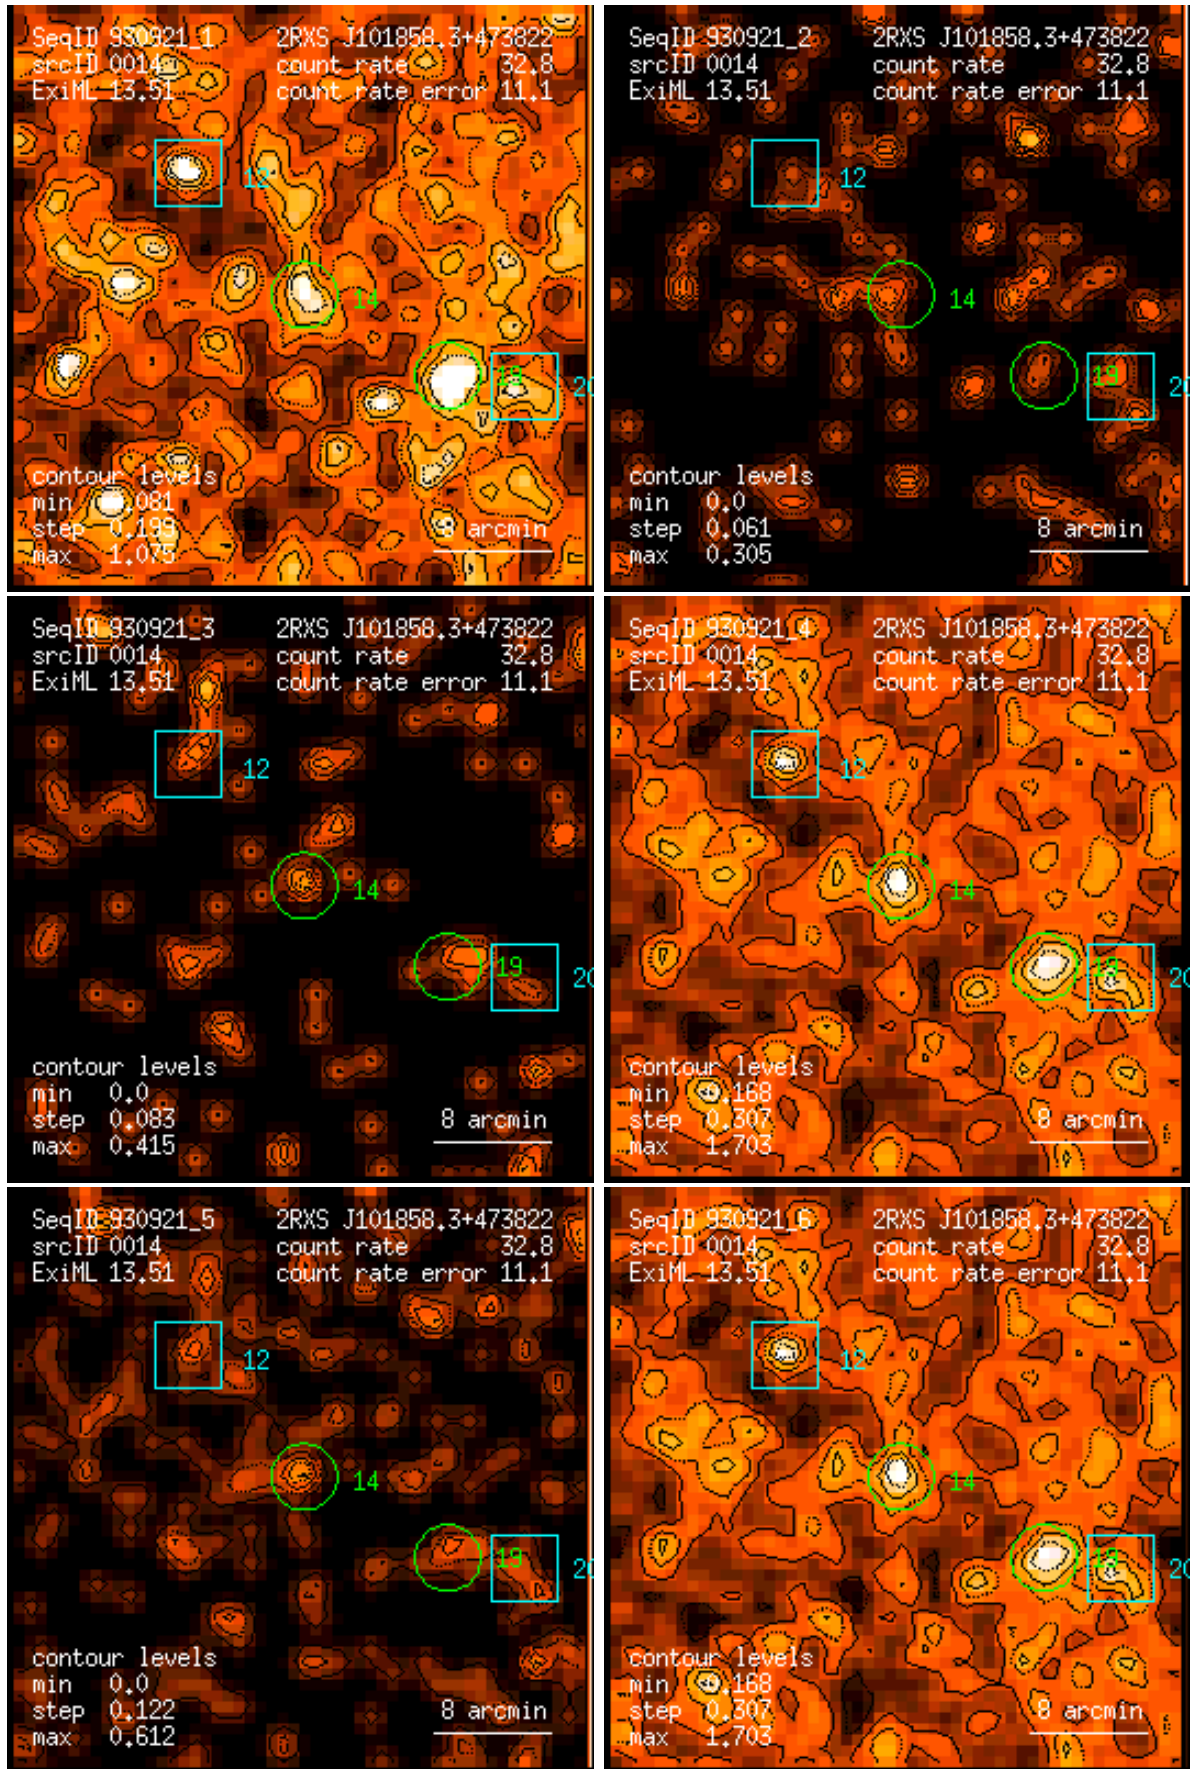 SeqID 930921_1 2RXS J101858.3+473822
srcID 0014 count rate 32.8
ExiML 13.51 count rate error 11.1
12
14
19
20
contour levels
min 0.081
step 0.199 8 arcmin
max 1.075
SeqID 930921_2 2RXS J101858.3+473822
srcID 0014 count rate 32.8
ExiML 13.51 count rate error 11.1
12
14
19
20
contour levels
min 0.0
step 0.061 8 arcmin
max 0.305
SeqID 930921_3 2RXS J101858.3+473822
srcID 0014 count rate 32.8
ExiML 13.51 count rate error 11.1
12
14
19
20
contour levels
min 0.0
step 0.083 8 arcmin
max 0.415
SeqID 930921_4 2RXS J101858.3+473822
srcID 0014 count rate 32.8
ExiML 13.51 count rate error 11.1
12
14
19
20
contour levels
min 0.168
step 0.307 8 arcmin
max 1.703
SeqID 930921_5 2RXS J101858.3+473822
srcID 0014 count rate 32.8
ExiML 13.51 count rate error 11.1
12
14
19
20
contour levels
min 0.0
step 0.122 8 arcmin
max 0.612
SeqID 930921_6 2RXS J101858.3+473822
srcID 0014 count rate 32.8
ExiML 13.51 count rate error 11.1
12
14
19
20
contour levels
min 0.168
step 0.307 8 arcmin
max 1.703